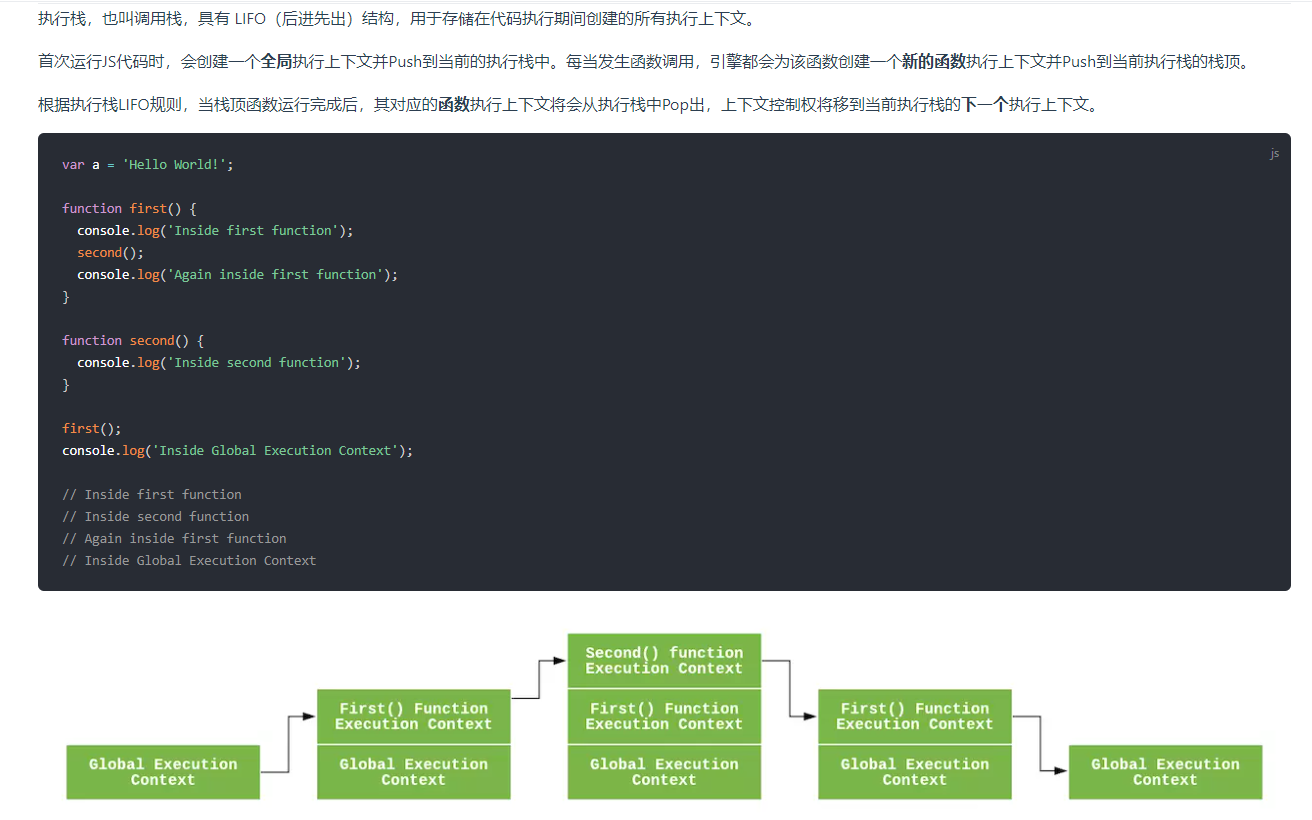 执行栈，也叫调用栈，具有 LIFO（后进先出）结构，用于存储在代码执行期间创建的所有执行上下文。
首次运行JS代码时，会创建一个全局执行上下文并Push到当前的执行栈中。每当发生函数调用，引擎都会为该函数创建一个新的函数执行上下文并Push到当前执行栈的栈顶。
根据执行栈LIFO规则，当栈顶函数运行完成后，其对应的函数执行上下文将会从执行栈中Pop出，上下文控制权将移到当前执行栈的下一个执行上下文。
js
var a = 'Hello World!';
function first() {
  console.log('Inside first function');
  second();
  console.log('Again inside first function');
}
function second() {
  console.log('Inside second function');
}
first();
console.log('Inside Global Execution Context');
// Inside first function
// Inside second function
// Again inside first function
// Inside Global Execution Context
Global Execution
Context
First() Function
Execution Context
Global Execution
Context
Second() function
Execution Context
First() Function
Execution Context
Global Execution
Context
First() Function
Execution Context
Global Execution
Context
Global Execution
Context